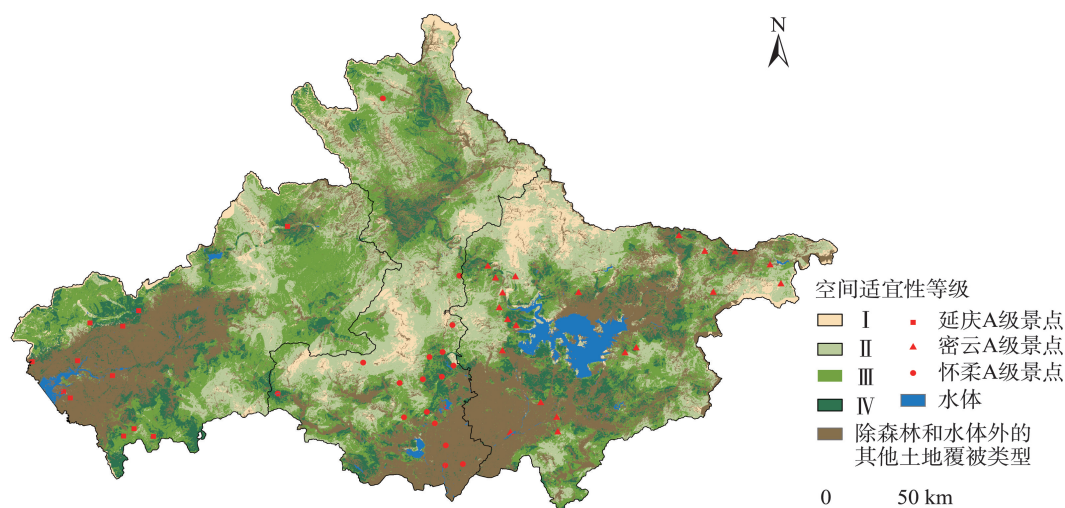 N
空间适宜性等级
Ⅰ
延庆A级景点
Ⅱ
密云A级景点
Ⅲ
怀柔A级景点
Ⅳ
水体
除森林和水体外的
其他土地覆被类型
0 50 km